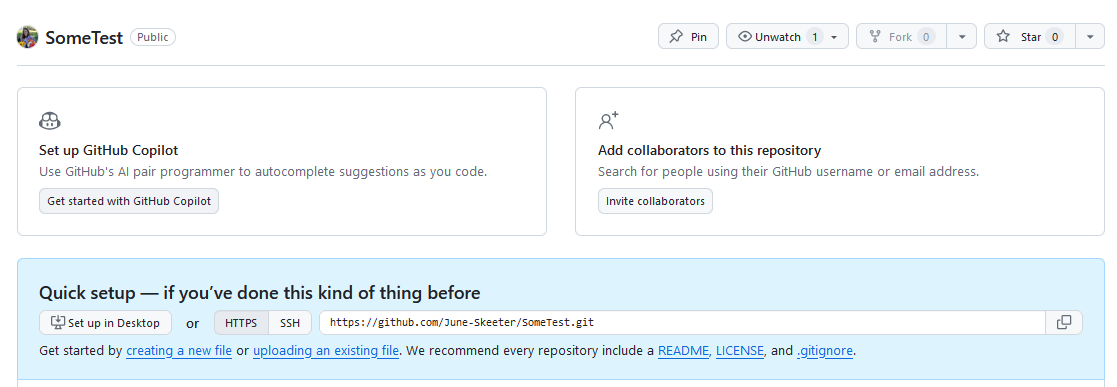 SomeTest Public Pin Unwatch 1 Fork 0 Star 0
Set up GitHub Copilot
Use GitHub's AI pair programmer to autocomplete suggestions as you code.
Get started with GitHub Copilot
Add collaborators to this repository
Search for people using their GitHub username or email address.
Invite collaborators
Quick setup — if you’ve done this kind of thing before
Set up in Desktop or HTTPS SSH https://github.com/June-Skeeter/SomeTest.git
Get started by creating a new file or uploading an existing file. We recommend every repository include a README, LICENSE, and .gitignore.